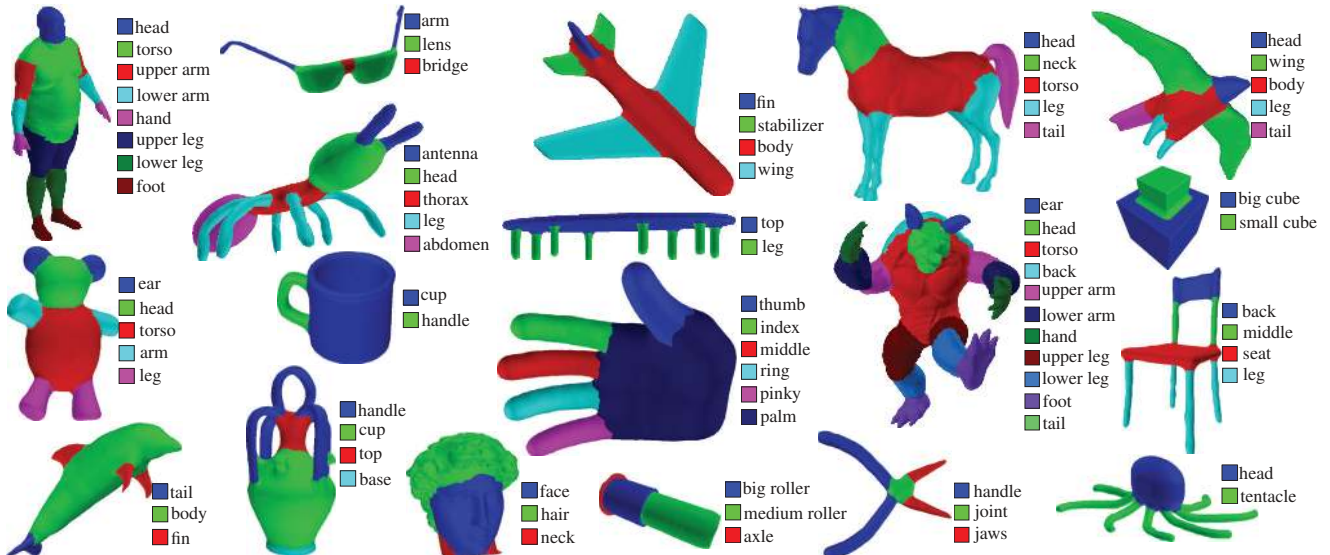 head
torso
upper arm
lower arm
hand
upper leg
lower leg
foot
arm
lens
bridge
antenna
head
thorax
leg
abdomen
fin
stabilizer
body
wing
top
leg
head
neck
torso
leg
tail
head
wing
body
leg
tail
big cube
small cube
ear
head
torso
arm
leg
cup
handle
thumb
index
middle
ring
pinky
palm
ear
head
torso
back
upper arm
lower arm
hand
upper leg
lower leg
foot
tail
back
middle
seat
leg
tail
body
fin
handle
cup
top
base
face
hair
neck
big roller
medium roller
axle
handle
joint
jaws
head
tentacle